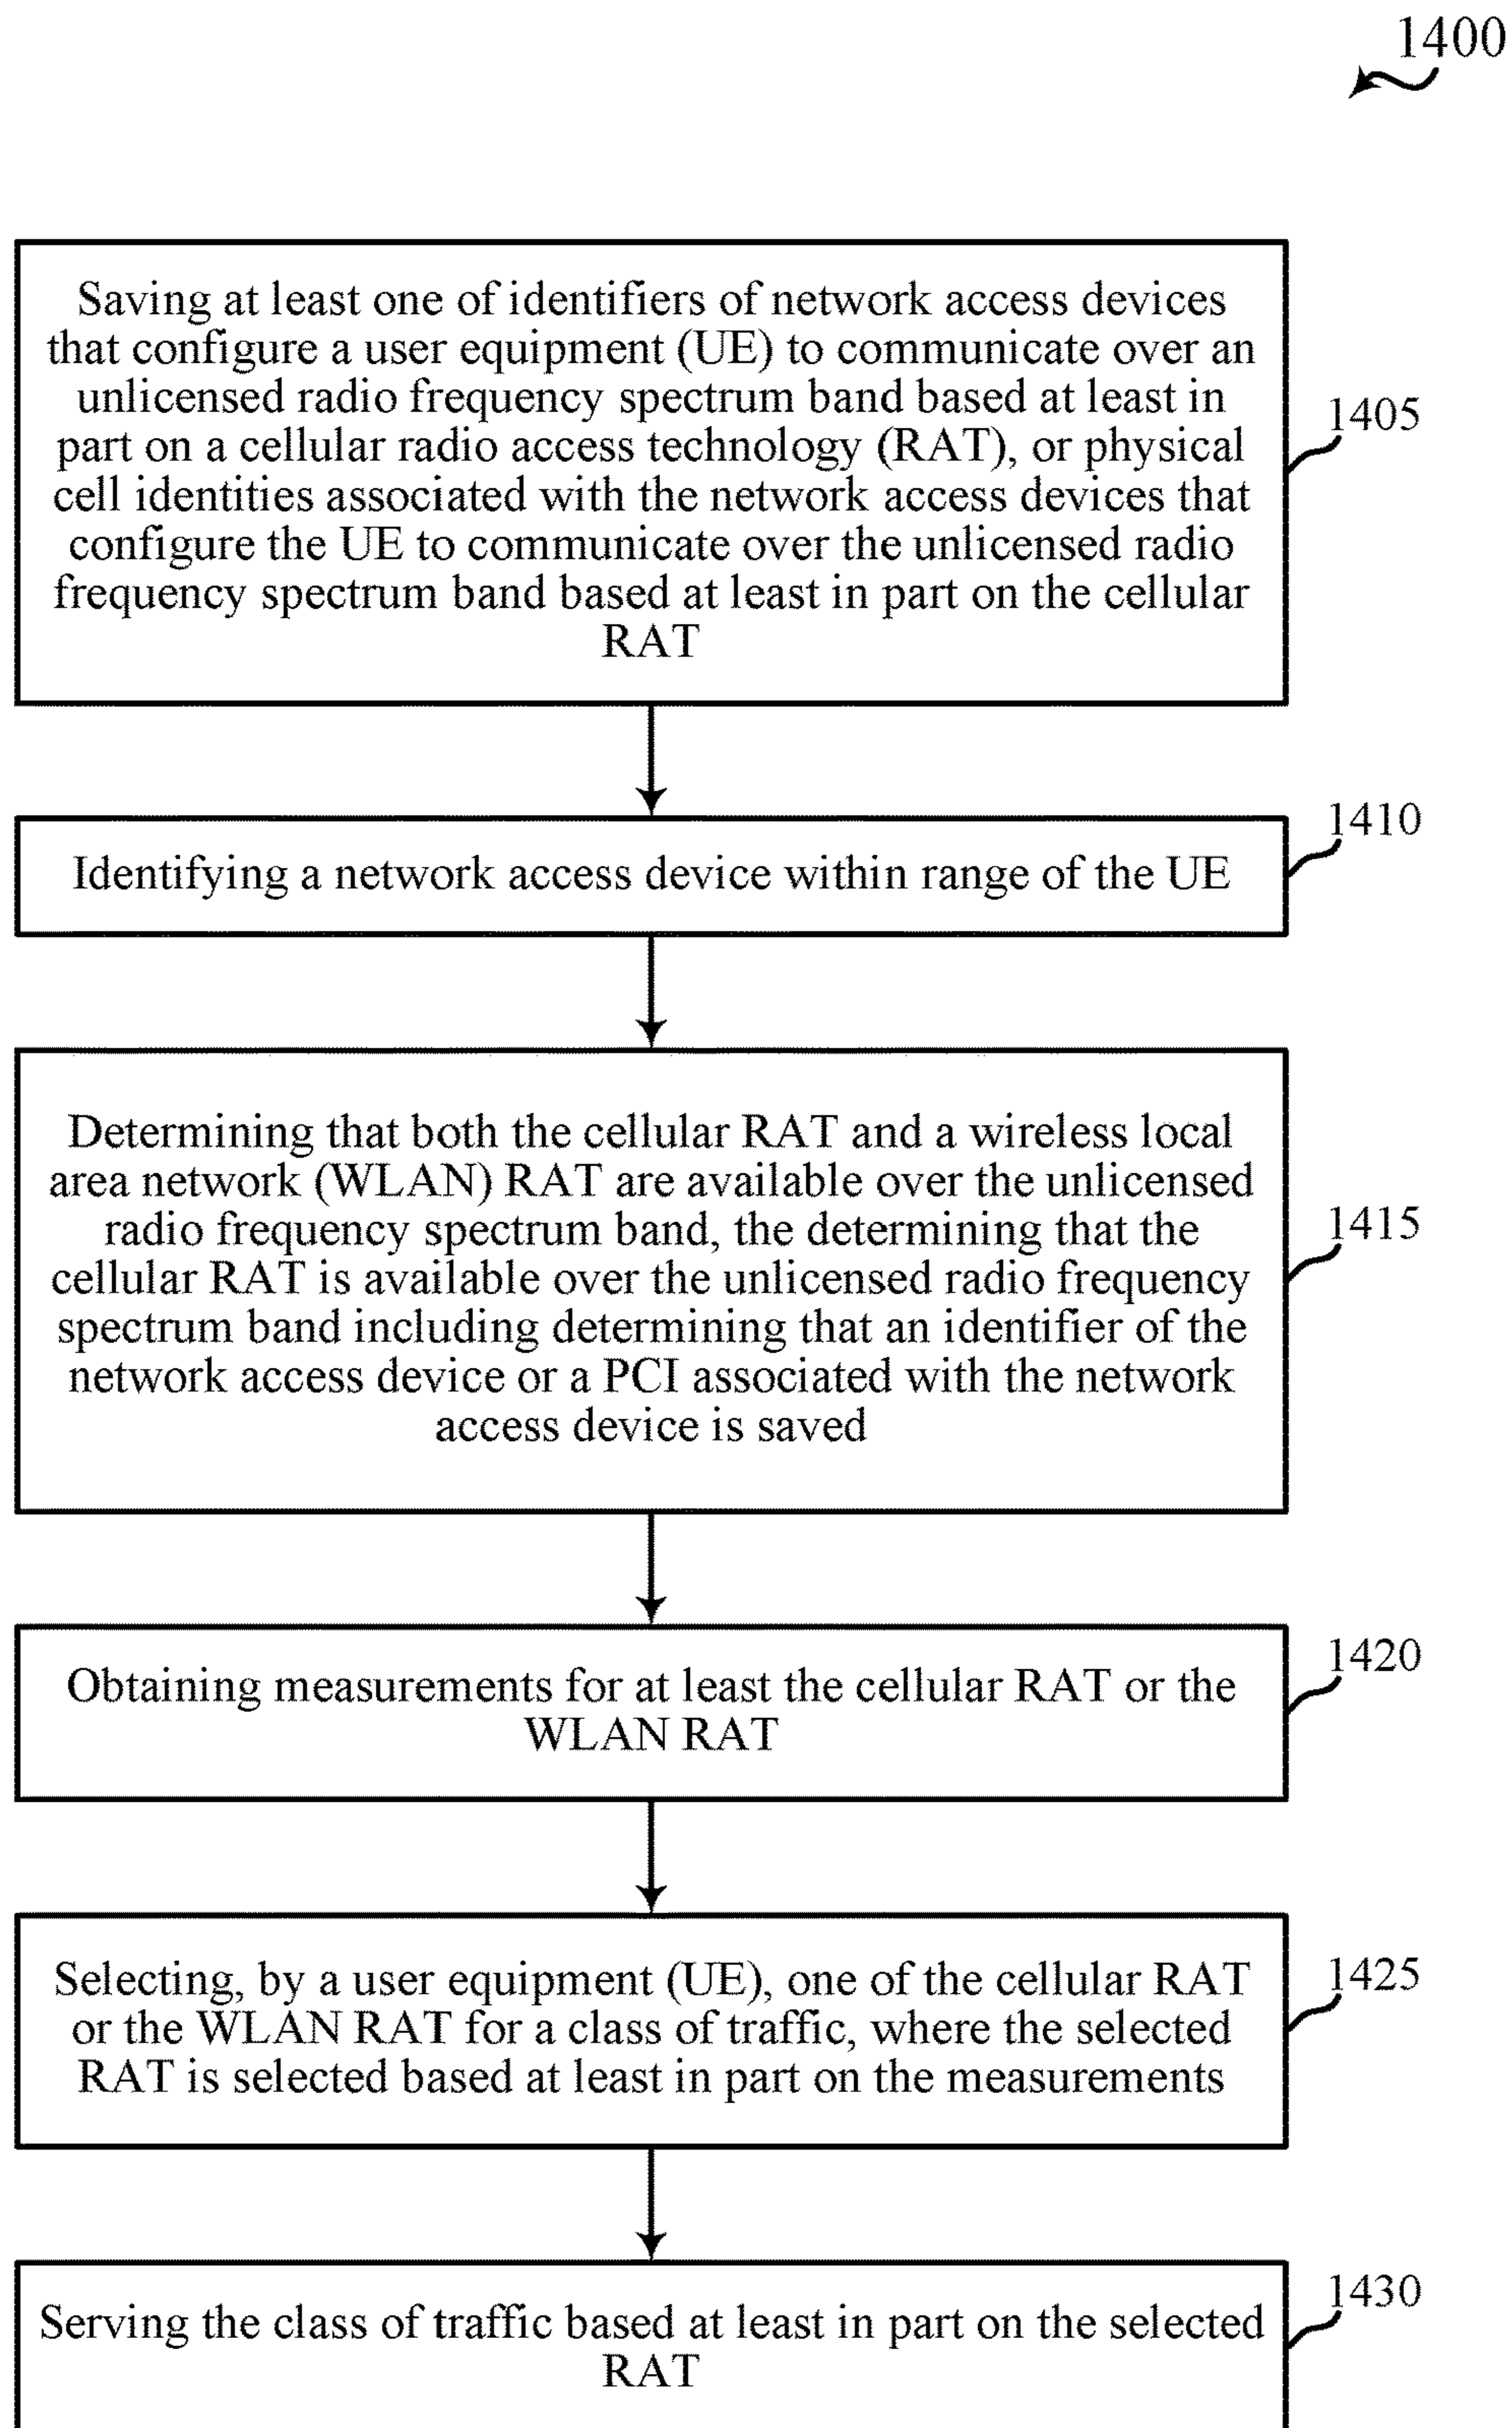 1400
Saving at least one of identifiers of network access devices
that configure a user equipment (UE) to communicate over an
unlicensed radio frequency spectrum band based at least in
part on a cellular radio access technology (RAT), or physical
cell identities associated with the network access devices that
configure the UE to communicate over the unlicensed radio
frequency spectrum band based at least in part on the cellular
RAT
1405
Identifying a network access device within range of the UE
1410
Determining that both the cellular RAT and a wireless local
area network (WLAN) RAT are available over the unlicensed
radio frequency spectrum band, the determining that the
cellular RAT is available over the unlicensed radio frequency
spectrum band including determining that an identifier of the
network access device or a PCI associated with the network
access device is saved
1415
Obtaining measurements for at least the cellular RAT or the
WLAN RAT
1420
Selecting, by a user equipment (UE), one of the cellular RAT
or the WLAN RAT for a class of traffic, where the selected
RAT is selected based at least in part on the measurements
1425
Serving the class of traffic based at least in part on the selected
RAT
1430